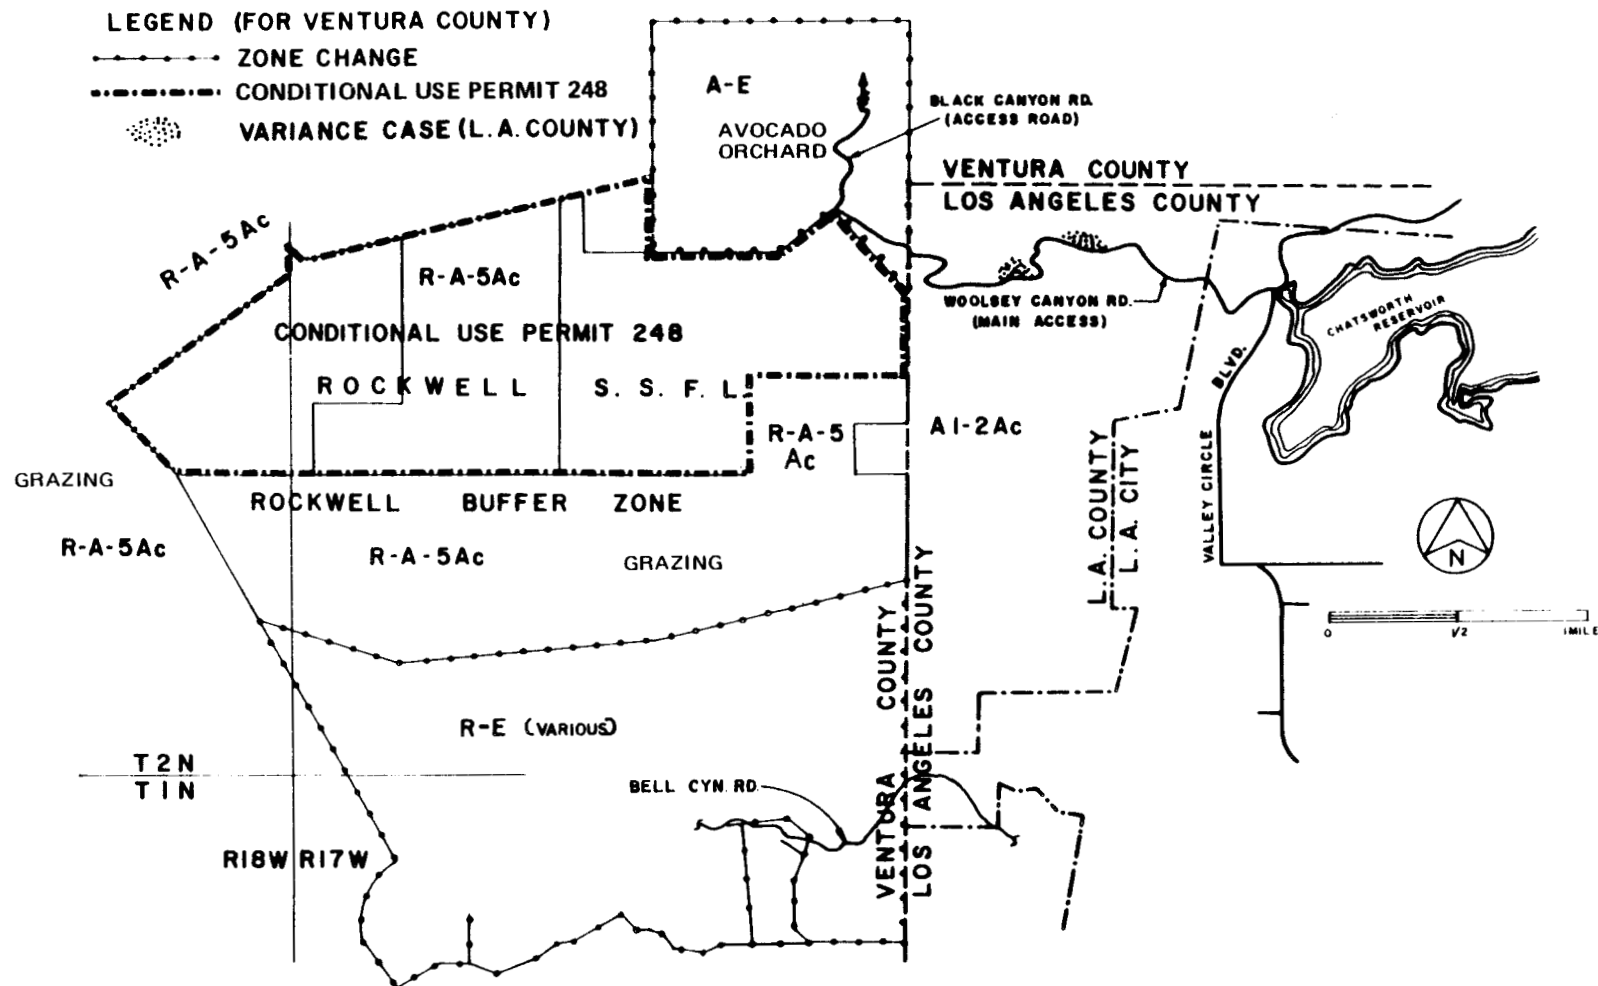 LEGEND (FOR VENTURA COUNTY)
ZONE CHANGE
CONDITIONAL USE PERMIT 248
VARIANCE CASE (L.A. COUNTY)
A-E
AVOCADO
ORCHARD
BLACK CANYON RD.
(ACCESS ROAD)
VENTURA COUNTY
LOS ANGELES COUNTY
R-A-5Ac
R-A-5Ac
CONDITIONAL USE PERMIT 248
ROCKWELL S.S.F.L.
WOOLSEY CANYON RD.
(MAIN ACCESS)
CHATSWORTH
RESERVOIR
VALLEY CIRCLE BLVD.
R-A-5
Ac
A1-2Ac
L.A. COUNTY
L.A. CITY
GRAZING
ROCKWELL BUFFER ZONE
R-A-5Ac
R-A-5Ac
GRAZING
N
0 1/2 1MILE
VENTURA COUNTY
LOS ANGELES COUNTY
R-E (VARIOUS)
T2N
T1N
BELL CYN. RD.
R18W R17W